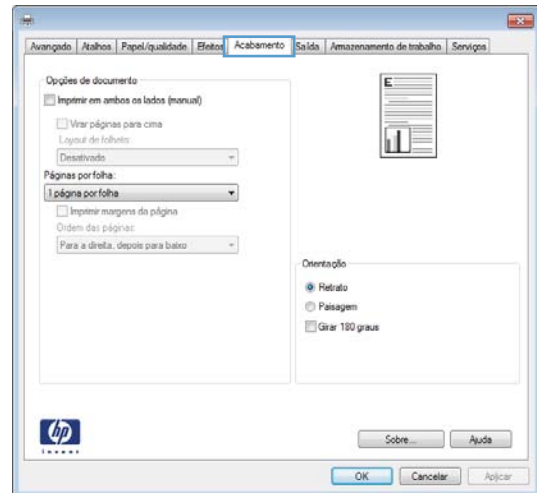 Avançado Atalhos Papel/qualidade Efeitos Acabamento Saída Armazenamento de trabalho Serviços
Opções de documento
Imprimir em ambos os lados (manual)
Virar páginas para cima
Layout de folheto:
Desativado
Páginas por folha:
1 página por folha
Imprimir margens da página
Ordem das páginas:
Para a direita, depois para baixo
E
Orientação
Retrato
Paisagem
Girar 180 graus
hp
invent
Sobre... Ajuda
OK Cancelar Aplicar